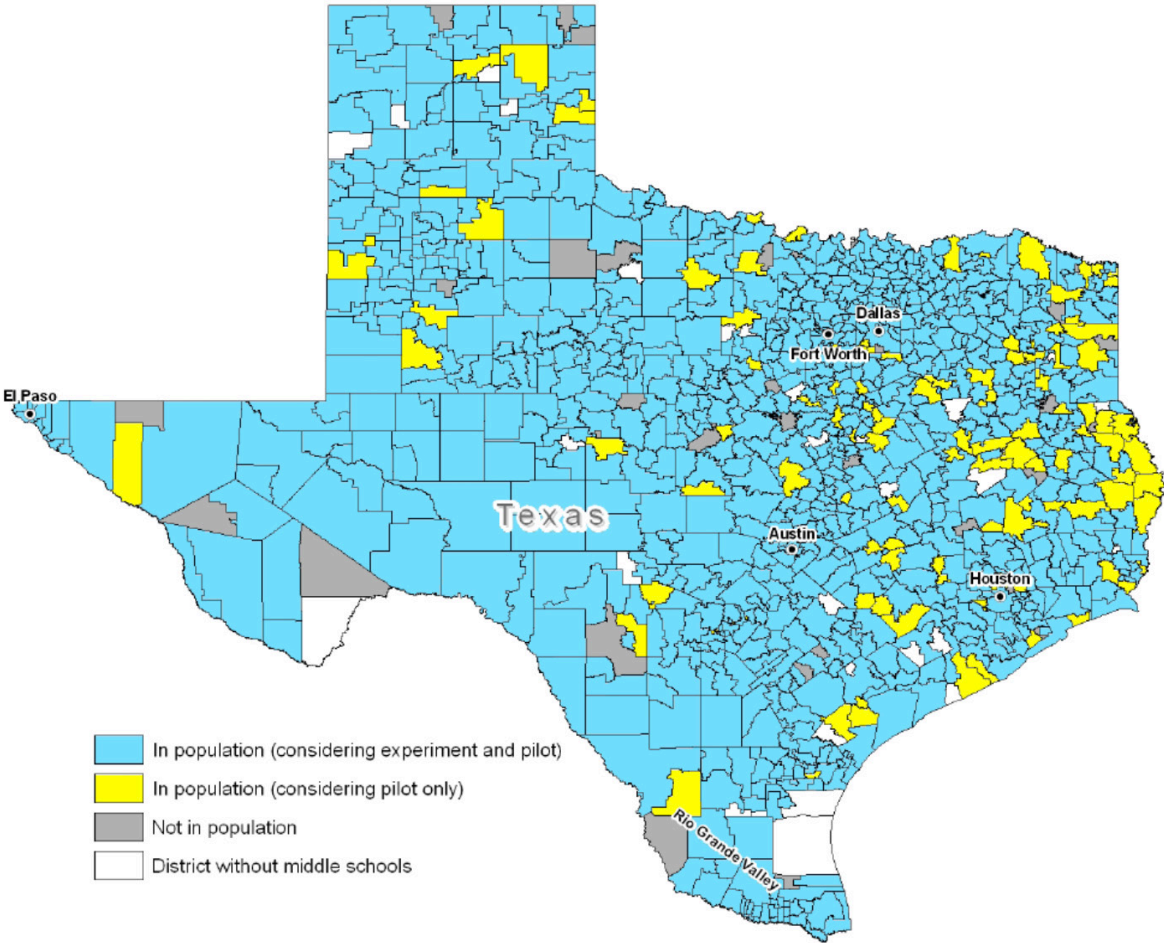 Dallas
Fort Worth
El Paso
Texas
Austin
Houston
In population (considering experiment and pilot)
In population (considering pilot only)
Not in population
District without middle schools
Rio Grande Valley